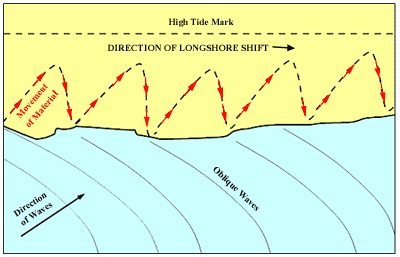 High Tide Mark
DIRECTION OF LONGSHORE SHIFT
Movement
of Material
Oblique Waves
Direction
of Waves